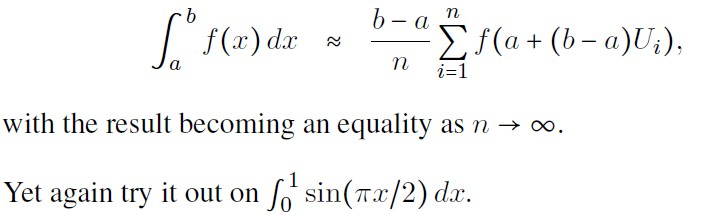 ∫_a^b f(x) dx ≈ \frac{b − a}{n} ∑_{i=1}^n f(a + (b − a)U_i),
with the result becoming an equality as n → ∞.
Yet again try it out on ∫_0^1 sin(πx/2) dx.